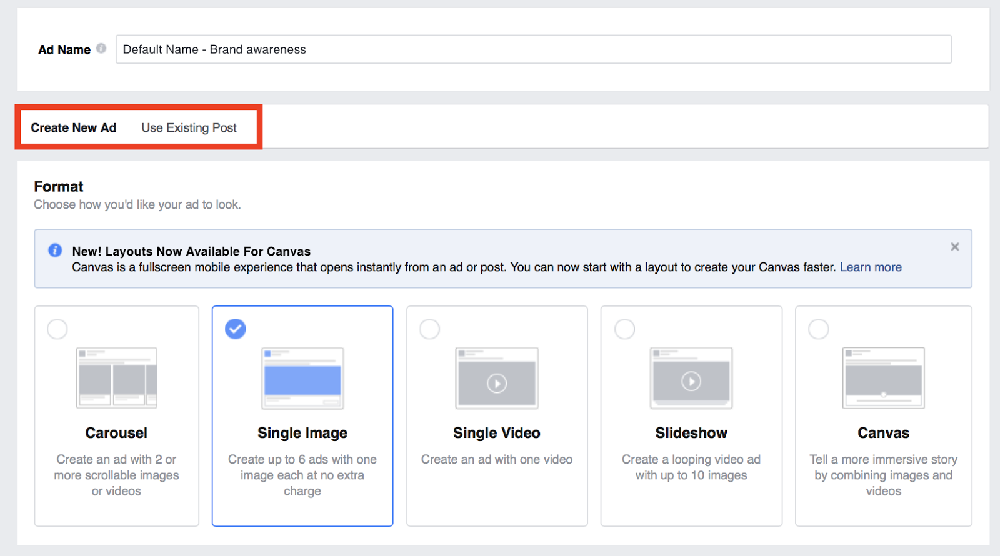 Ad Name
Default Name - Brand awareness
Create New Ad
Use Existing Post
Format
Choose how you'd like your ad to look.
New! Layouts Now Available For Canvas
Canvas is a fullscreen mobile experience that opens instantly from an ad or post. You can now start with a layout to create your Canvas faster. Learn more
Carousel
Create an ad with 2 or
more scrollable images
or videos
Single Image
Create up to 6 ads with one
image each at no extra
charge
Single Video
Create an ad with one video
Slideshow
Create a looping video ad
with up to 10 images
Canvas
Tell a more immersive story
by combining images and
videos